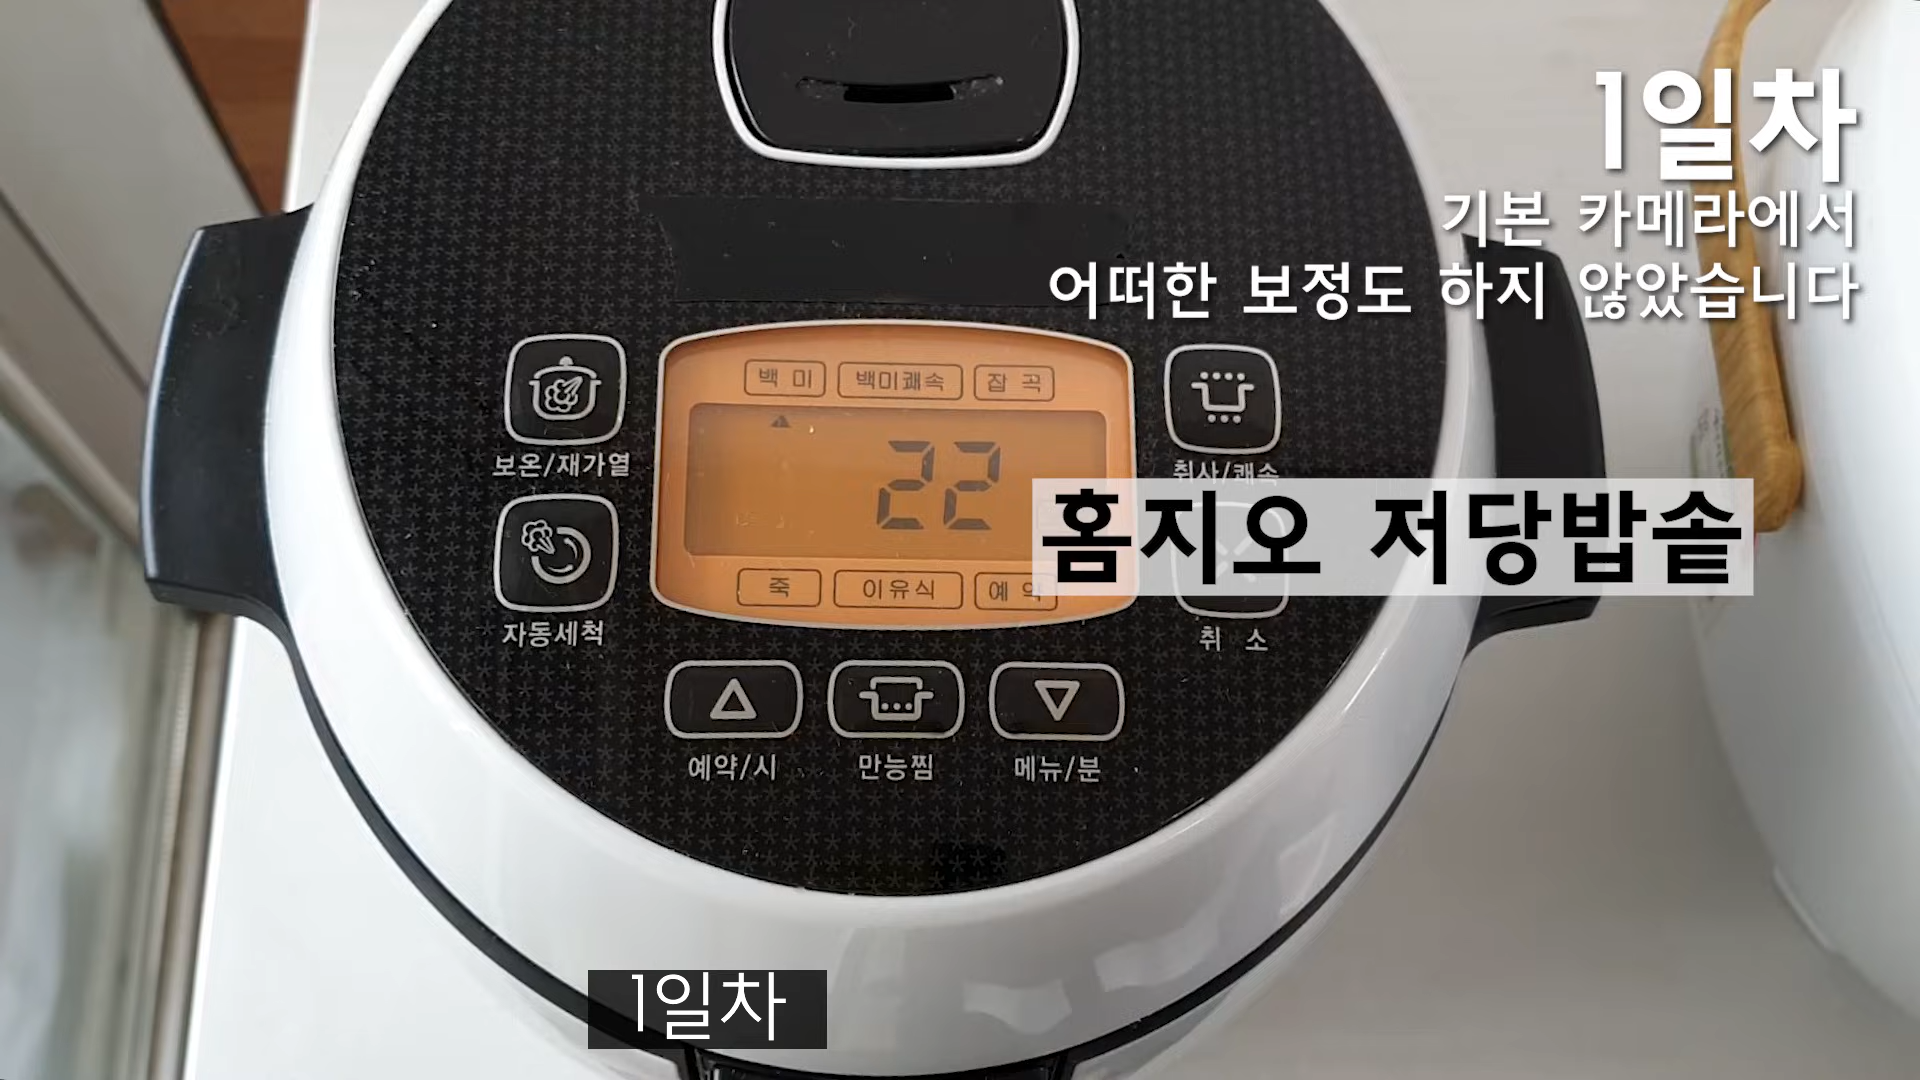 1일차
기본 카메라에서
어떠한 보정도 하지 않았습니다
백 미 백미쾌속 잡 곡
22
보온/재가열
취사/쾌속
홈지오 저당밥솥
죽 이유식 예 약
자동세척
취 소
예약/시 만능찜 메뉴/분
1일차